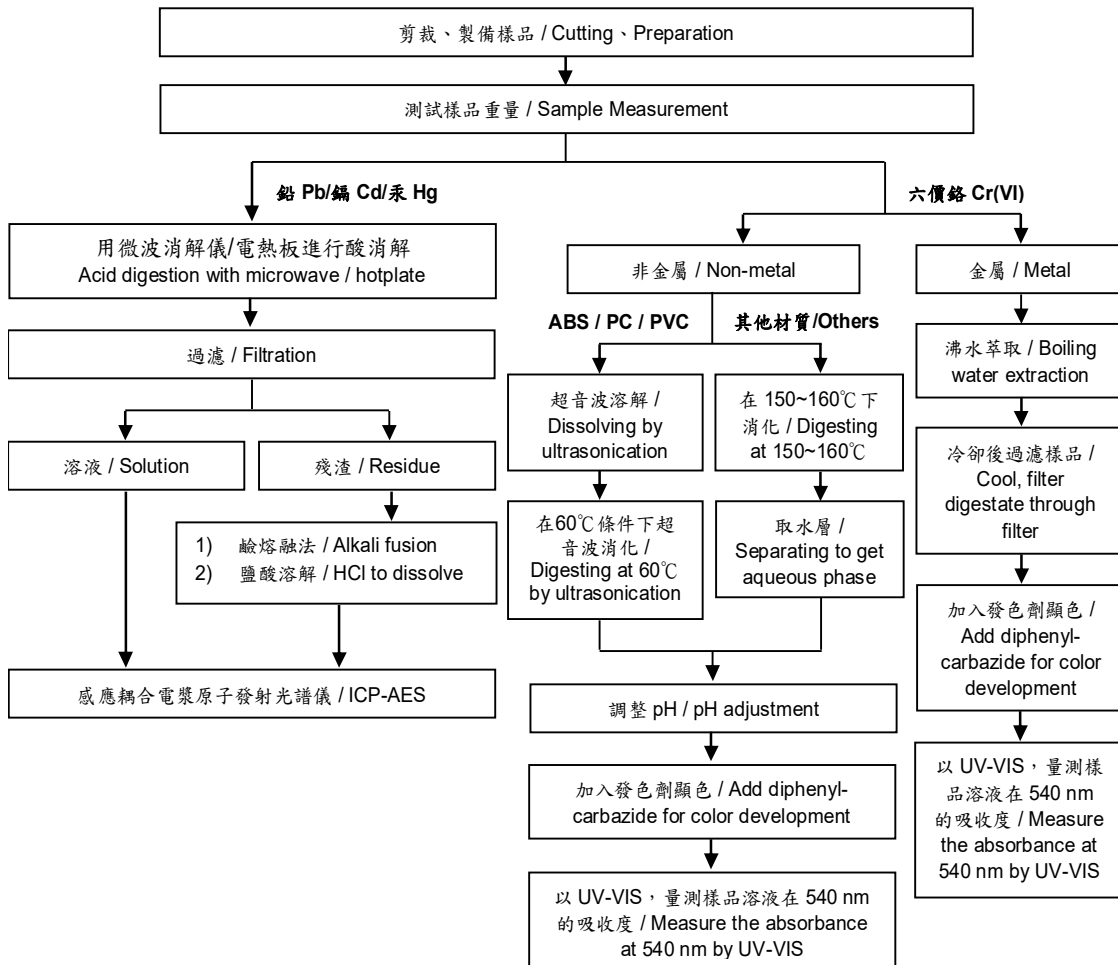 剪裁、製備樣品 / Cutting、Preparation
測試樣品重量 / Sample Measurement
鉛 Pb/鎘 Cd/汞 Hg
六價鉻 Cr(VI)
用微波消解儀/電熱板進行酸消解
Acid digestion with microwave / hotplate
過濾 / Filtration
溶液 / Solution
殘渣 / Residue
1) 鹼熔融法 / Alkali fusion
2) 鹽酸溶解 / HCl to dissolve
感應耦合電漿原子發射光譜儀 / ICP-AES
非金屬 / Non-metal
ABS / PC / PVC
其他材質/Others
超音波溶解 /
Dissolving by
ultrasonication
在60℃條件下超
音波消化 /
Digesting at 60℃
by ultrasonication
在 150~160℃下
消化 / Digesting
at 150~160℃
取水層 /
Separating to get
aqueous phase
調整 pH / pH adjustment
加入發色劑顯色 / Add diphenyl-
carbazide for color development
以 UV-VIS，量測樣品溶液在 540 nm
的吸收度 / Measure the absorbance
at 540 nm by UV-VIS
金屬 / Metal
沸水萃取 / Boiling
water extraction
冷卻後過濾樣品 /
Cool, filter
digestate through
filter
加入發色劑顯色 /
Add diphenyl-
carbazide for color
development
以 UV-VIS，量測樣
品溶液在 540 nm
的吸收度 / Measure
the absorbance at
540 nm by UV-VIS